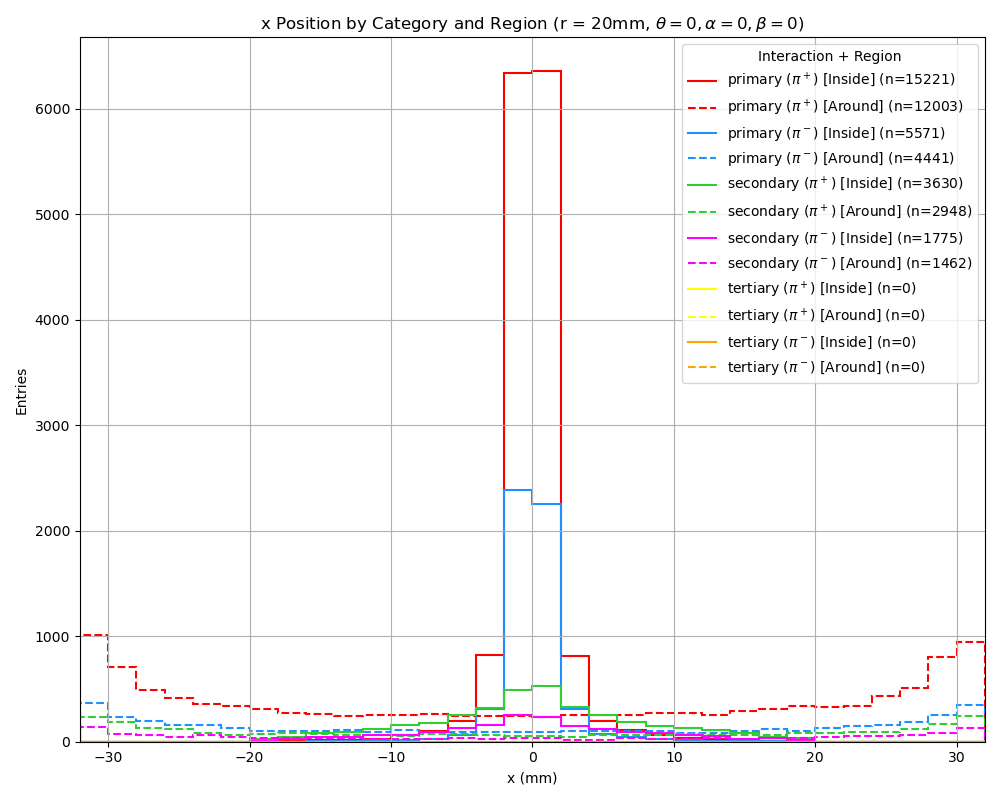 x Position by Category and Region (r = 20mm, θ = 0, α = 0, β = 0)
Interaction + Region
primary (π⁺) [Inside] (n=15221)
primary (π⁺) [Around] (n=12003)
primary (π⁻) [Inside] (n=5571)
primary (π⁻) [Around] (n=4441)
secondary (π⁺) [Inside] (n=3630)
secondary (π⁺) [Around] (n=2948)
secondary (π⁻) [Inside] (n=1775)
secondary (π⁻) [Around] (n=1462)
tertiary (π⁺) [Inside] (n=0)
tertiary (π⁺) [Around] (n=0)
tertiary (π⁻) [Inside] (n=0)
tertiary (π⁻) [Around] (n=0)
Entries
6000
5000
4000
3000
2000
1000
0
−30 −20 −10 0 10 20 30
x (mm)